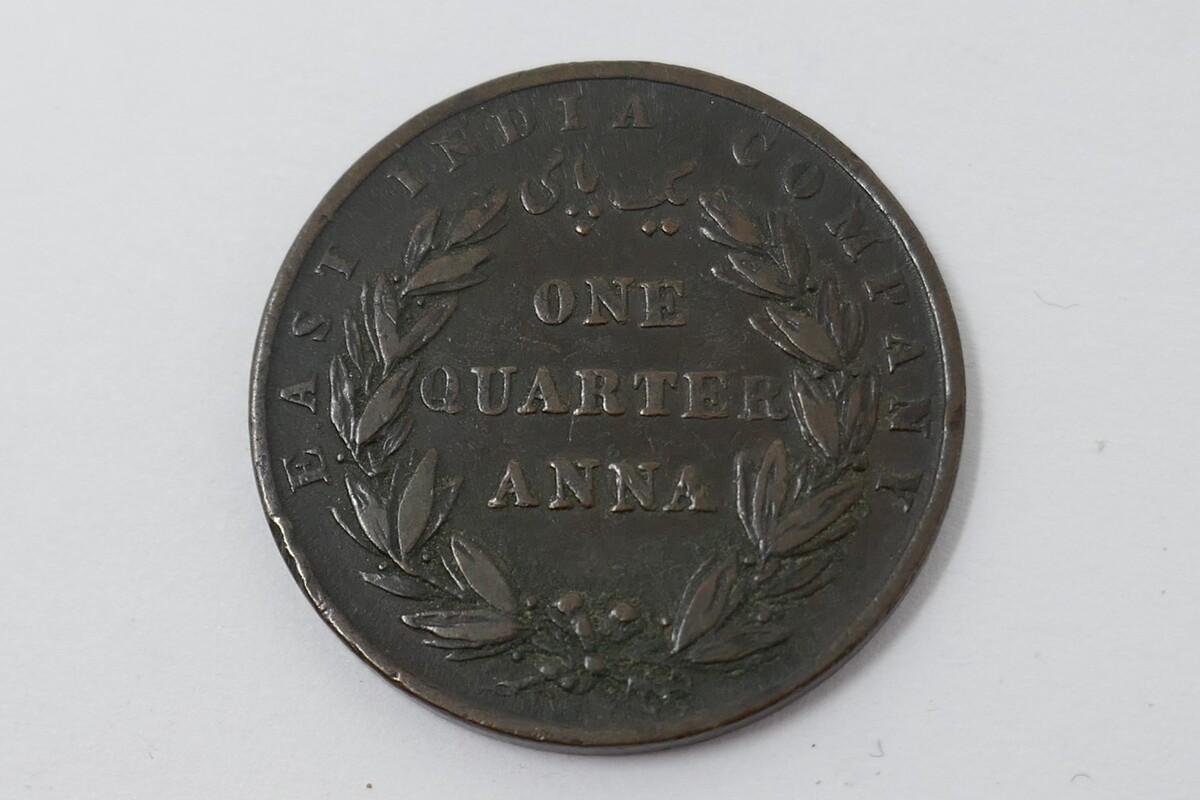 EAST INDIA COMPANY
یک پائی
ONE
QUARTER
ANNA